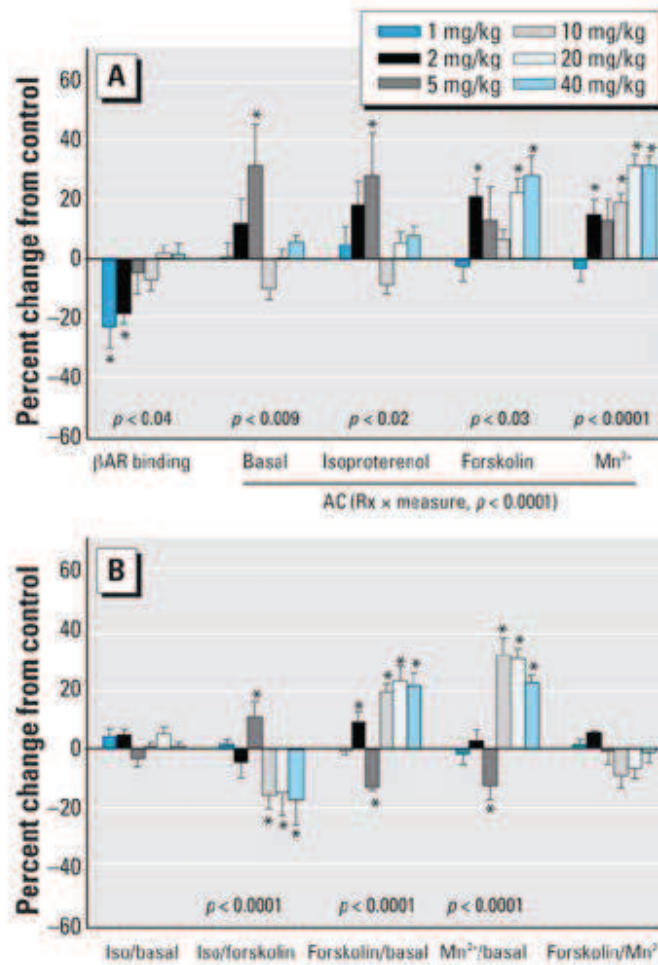 1 mg/kg 10 mg/kg
2 mg/kg 20 mg/kg
5 mg/kg 40 mg/kg
A
Percent change from control
60
40
20
0
–20
–40
–60
* * * * * * * * * * *
p < 0.04 p < 0.009 p < 0.02 p < 0.03 p < 0.0001
βAR binding Basal Isoproterenol Forskolin Mn²⁺
AC (Rx × measure, p < 0.0001)
B
Percent change from control
60
40
20
0
–20
–40
–60
* * * * * * * * * * * * *
p < 0.0001 p < 0.0001 p < 0.0001
Iso/basal Iso/forskolin Forskolin/basal Mn²⁺/basal Forskolin/Mn²